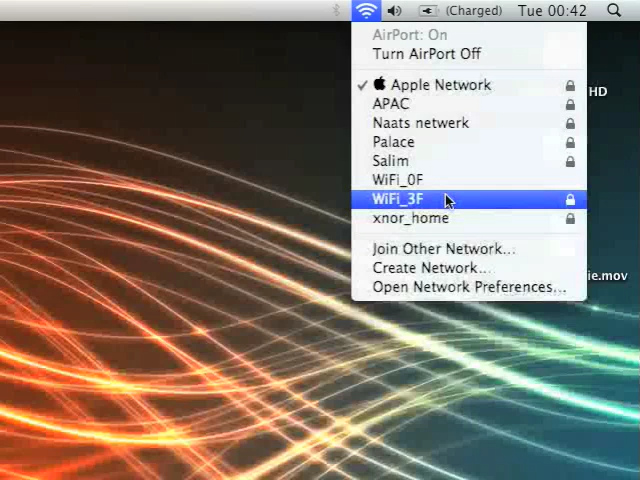 (Charged) Tue 00:42
AirPort: On
Turn AirPort Off
Apple Network
APAC
Naats netwerk
Palace
Salim
WiFi_0F
WiFi_3F
xnor_home
Join Other Network...
Create Network...
Open Network Preferences...
HD
ie.mov